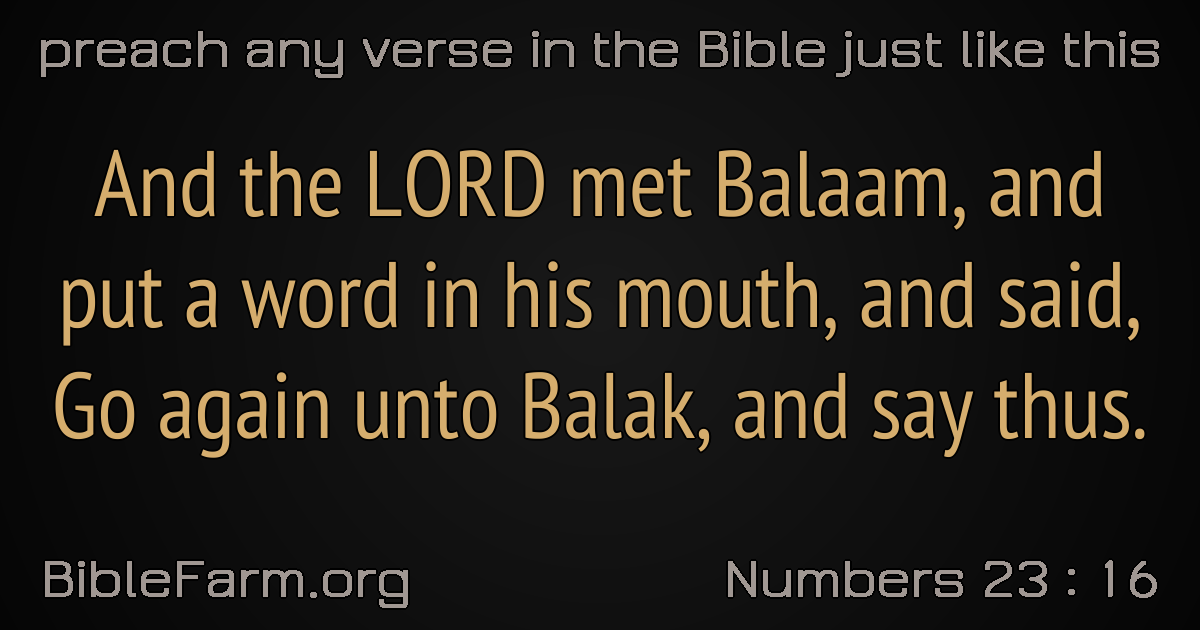 preach any verse in the Bible just like this
And the LORD met Balaam, and
put a word in his mouth, and said,
Go again unto Balak, and say thus.
BibleFarm.org
Numbers 23 : 16